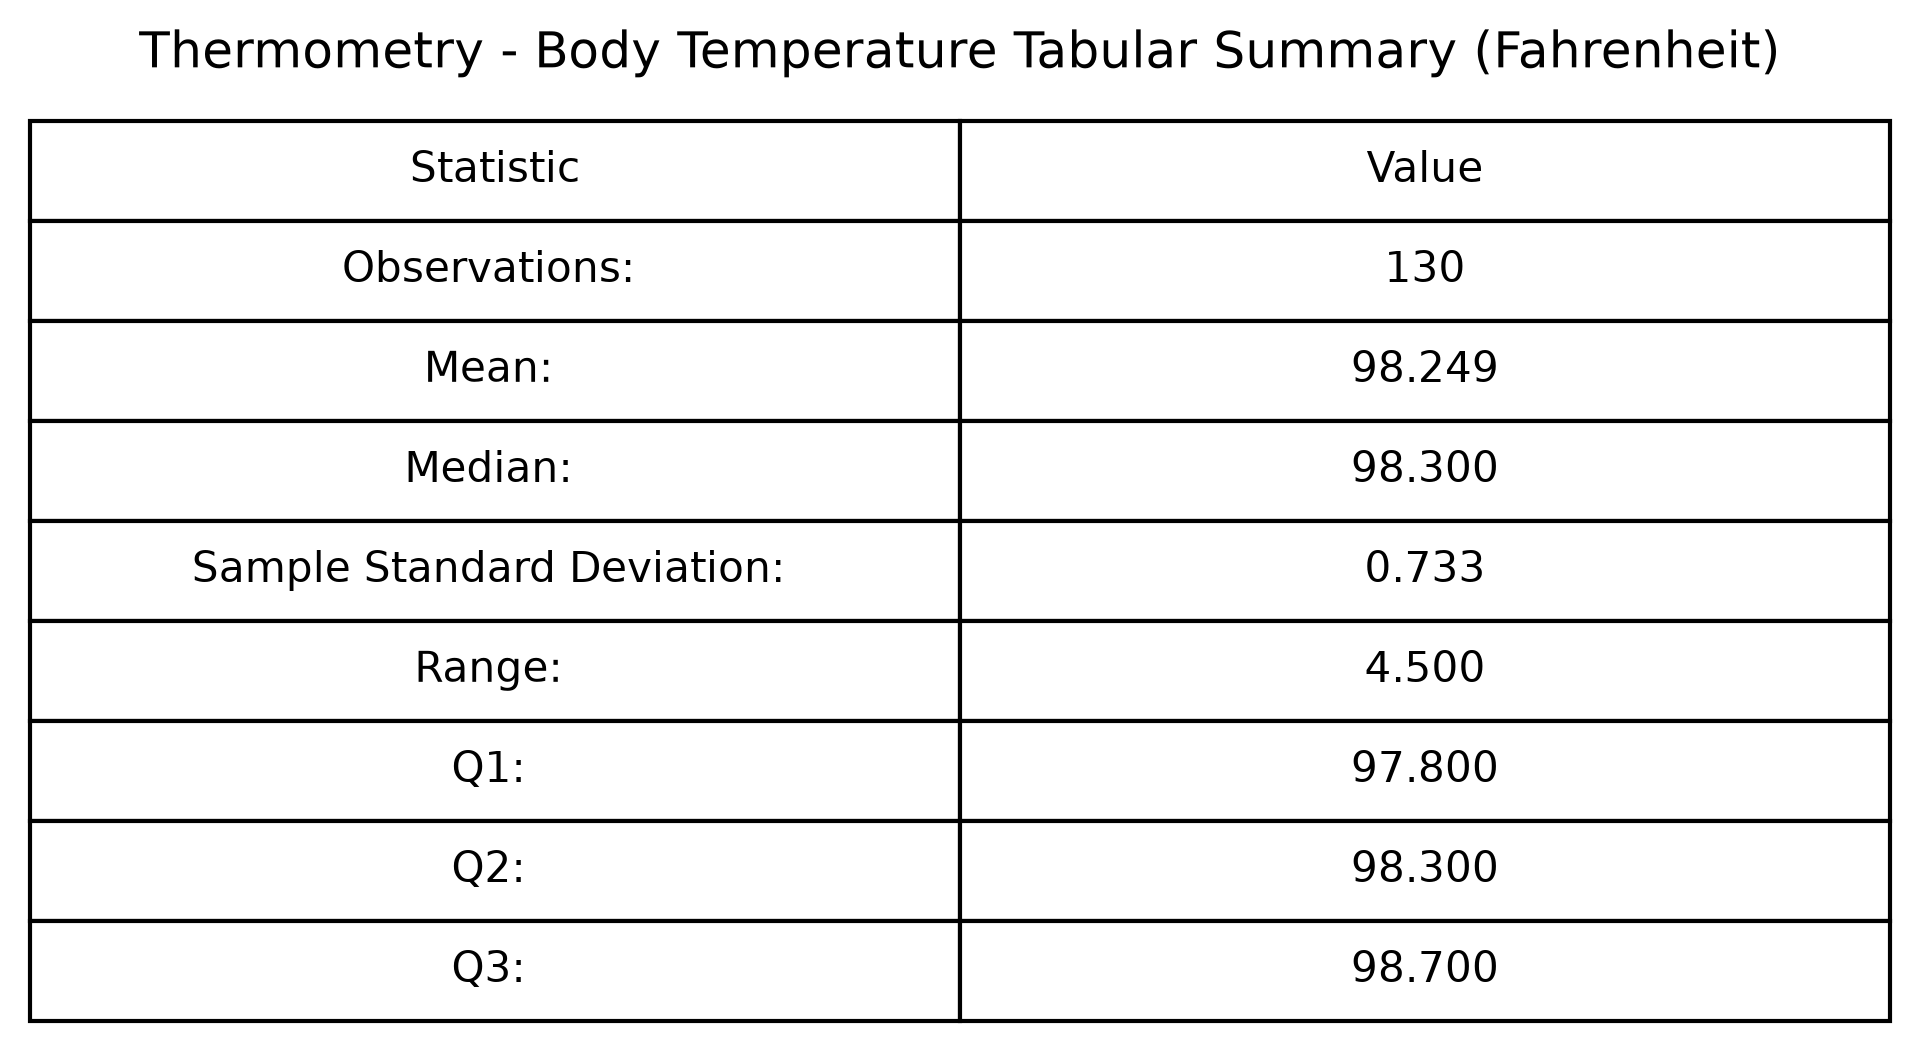 Thermometry - Body Temperature Tabular Summary (Fahrenheit)
Statistic Value
Observations: 130
Mean: 98.249
Median: 98.300
Sample Standard Deviation: 0.733
Range: 4.500
Q1: 97.800
Q2: 98.300
Q3: 98.700